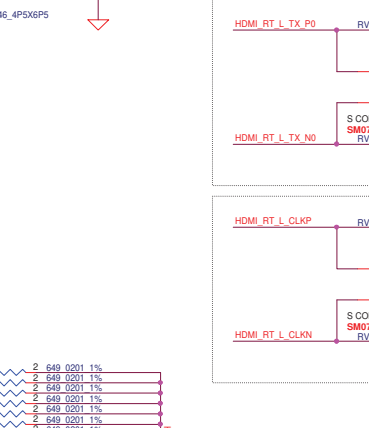 46_4P5X6P5
HDMI_RT_L_TX_P0
RV
S CO
SM07
HDMI_RT_L_TX_N0
RV
HDMI_RT_L_CLKP
RV
S CO
SM07
HDMI_RT_L_CLKN
RV
2 649 0201 1%
2 649 0201 1%
2 649 0201 1%
2 649 0201 1%
2 649 0201 1%
2 649 0201 1%